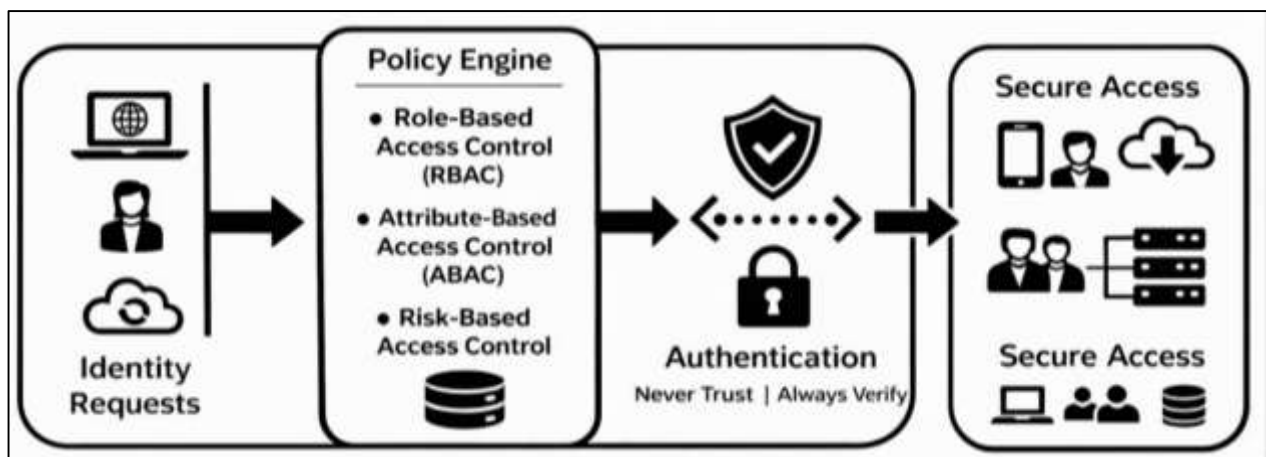 Identity
Requests
Policy Engine
• Role-Based
Access Control
(RBAC)
• Attribute-Based
Access Control
(ABAC)
• Risk-Based
Access Control
Authentication
Never Trust | Always Verify
Secure Access
Secure Access